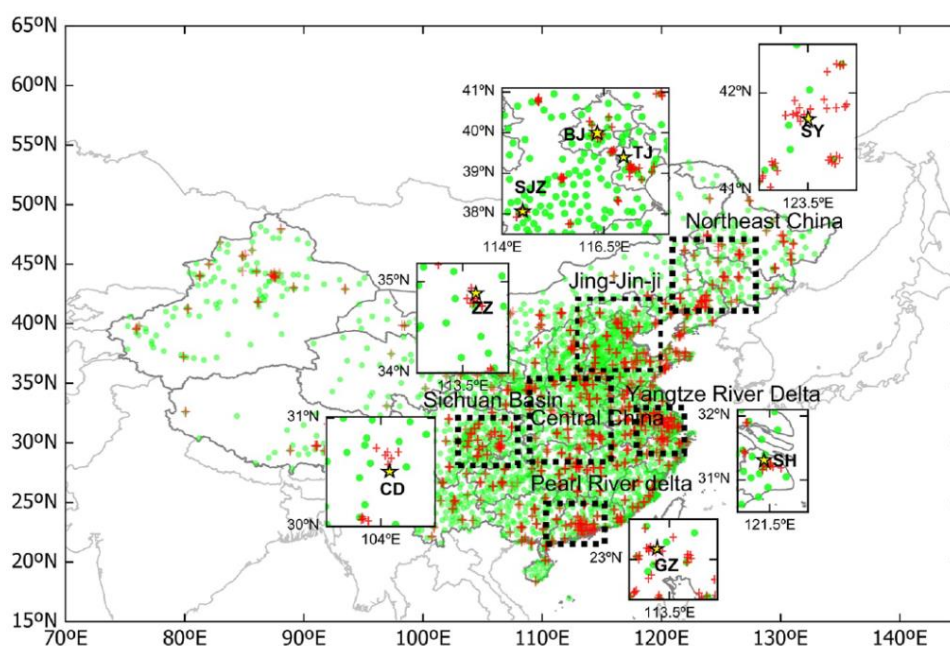 65ºN
60ºN
55ºN
50ºN
45ºN
40ºN
35ºN
30ºN
25ºN
20ºN
15ºN
70ºE
80ºE
90ºE
100ºE
110ºE
120ºE
130ºE
140ºE
41ºN
40ºN
39ºN
38ºN
114ºE
116.5ºE
BJ
TJ
SJZ
42ºN
41ºN
SY
123.5ºE
Northeast China
Jing-Jin-ji
35ºN
34ºN
ZZ
113.5ºE
Sichuan Basin
Yangtze River Delta
Central China
31ºN
30ºN
CD
104ºE
32ºN
31ºN
SH
121.5ºE
Pearl River delta
23ºN
GZ
113.5ºE